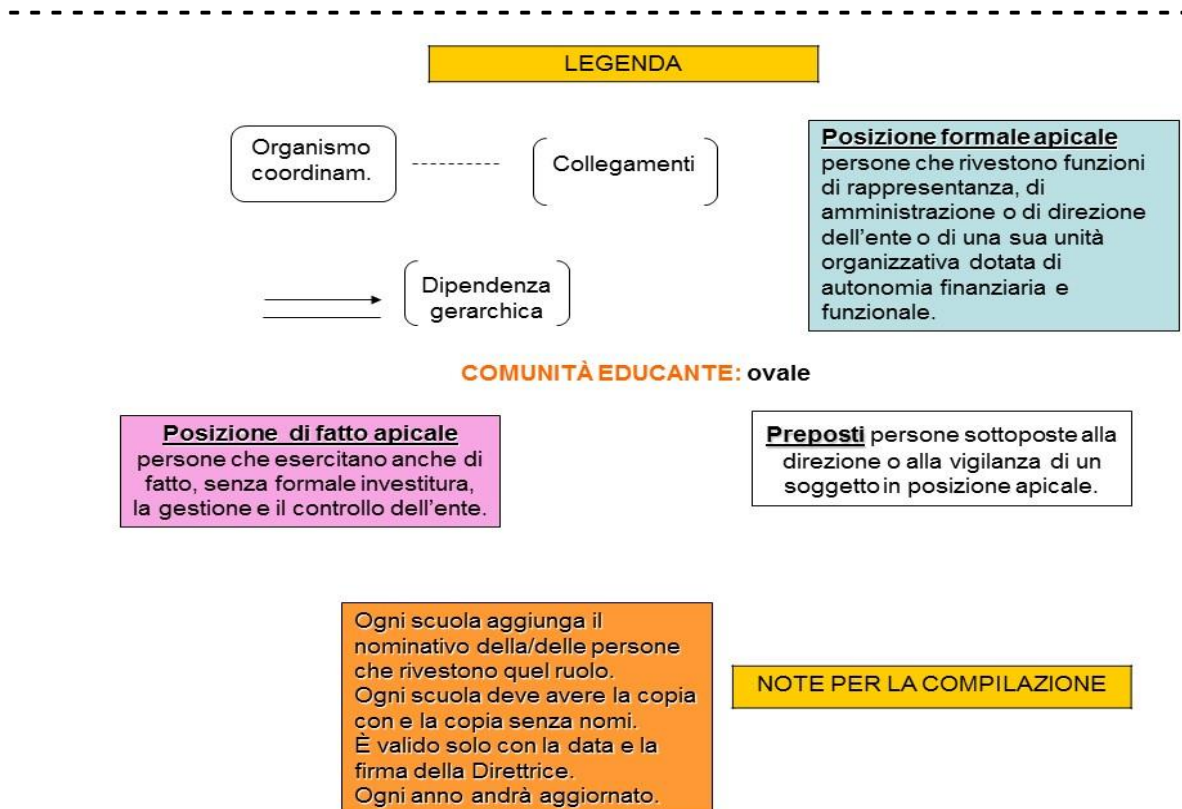 LEGENDA
Organismo
coordinam.
Collegamenti
Posizione formale apicale
persone che rivestono funzioni
di rappresentanza, di
amministrazione o di direzione
dell'ente o di una sua unità
organizzativa dotata di
autonomia finanziaria e
funzionale.
Dipendenza
gerarchica
COMUNITÀ EDUCANTE: ovale
Posizione di fatto apicale
persone che esercitano anche di
fatto, senza formale investitura,
la gestione e il controllo dell'ente.
Preposti persone sottoposte alla
direzione o alla vigilanza di un
soggetto in posizione apicale.
Ogni scuola aggiunga il
nominativo della/delle persone
che rivestono quel ruolo.
Ogni scuola deve avere la copia
con e la copia senza nomi.
È valido solo con la data e la
firma della Direttrice.
Ogni anno andrà aggiornato.
NOTE PER LA COMPILAZIONE